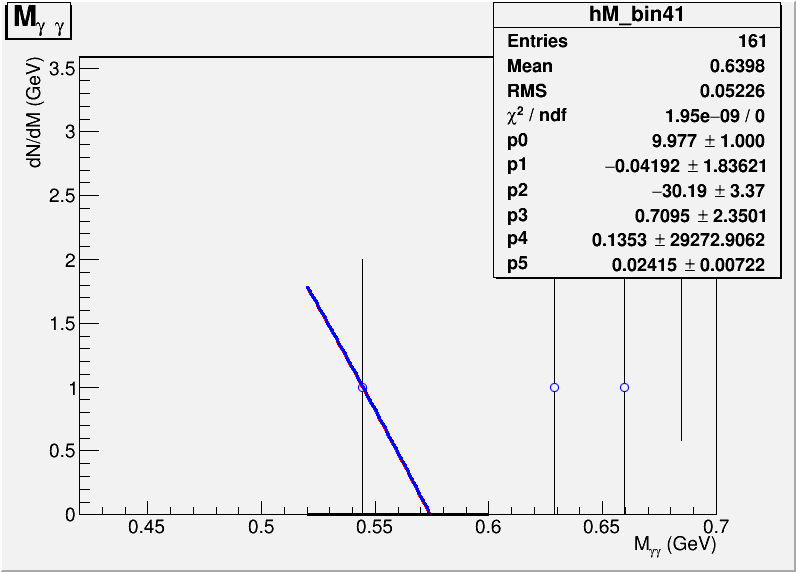 M γ γ
hM_bin41
Entries 161
Mean 0.6398
RMS 0.05226
χ² / ndf 1.95e−09 / 0
p0 9.977 ± 1.000
p1 −0.04192 ± 1.83621
p2 −30.19 ± 3.37
p3 0.7095 ± 2.3501
p4 0.1353 ± 29272.9062
p5 0.02415 ± 0.00722
dN/dM (GeV)
3.5
3
2.5
2
1.5
1
0.5
0
0.45 0.5 0.55 0.6 0.65 0.7
Mγγ (GeV)